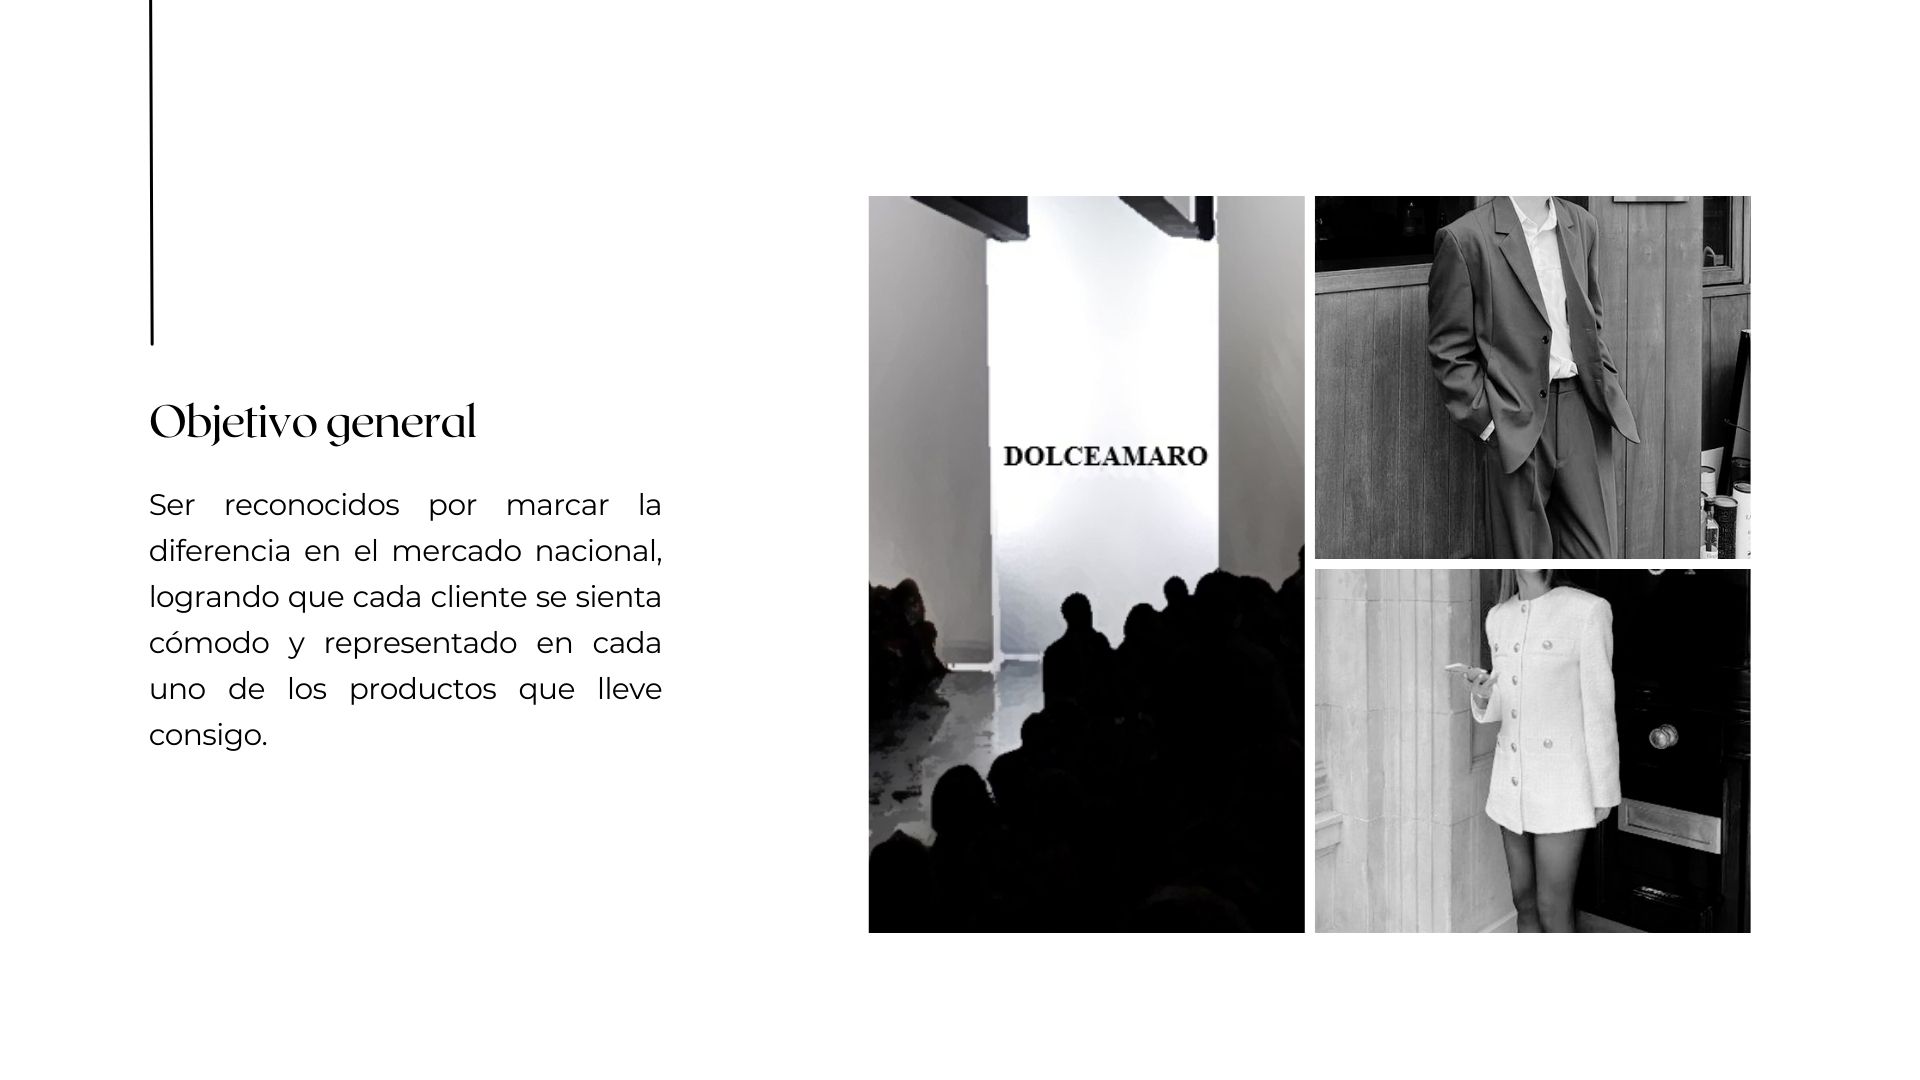 Objetivo general
Ser reconocidos por marcar la
diferencia en el mercado nacional,
logrando que cada cliente se sienta
cómodo y representado en cada
uno de los productos que lleve
consigo.
DOLCEAMARO